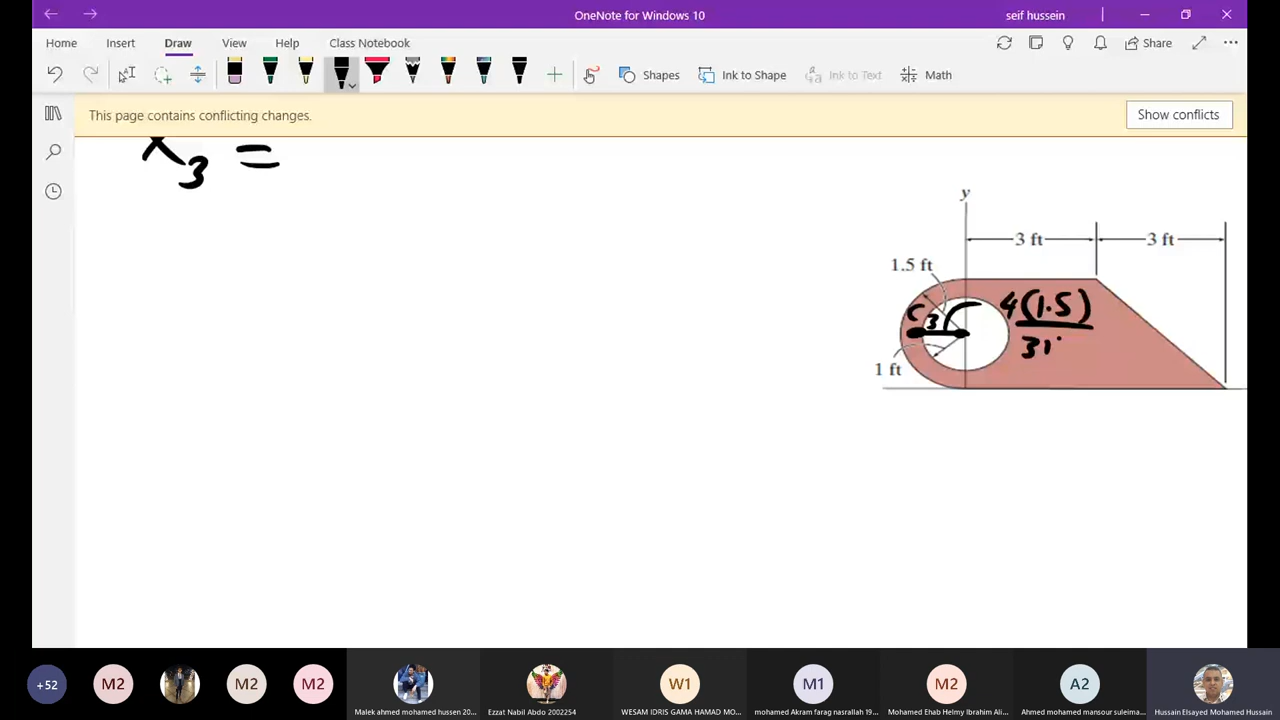 OneNote for Windows 10
seif hussein
Home Insert Draw View Help Class Notebook
Share
Shapes Ink to Shape Ink to Text Math
This page contains conflicting changes.
Show conflicts
x3 =
y
3 ft 3 ft
1.5 ft
C3
4(1.5)
1 ft
+52 M2 M2 M2 W1 M1 M2 A2
Malek ahmed mohamed hussen 20...
Ezzat Nabil Abdo 2002254
WESAM IDRIS GAMA HAMAD MO...
mohamed Akram farag nasrallah 19...
Mohamed Ehab Helmy Ibrahim Ali...
Ahmed mohamed mansour suleima...
Hussain Elsayed Mohamed Hussain